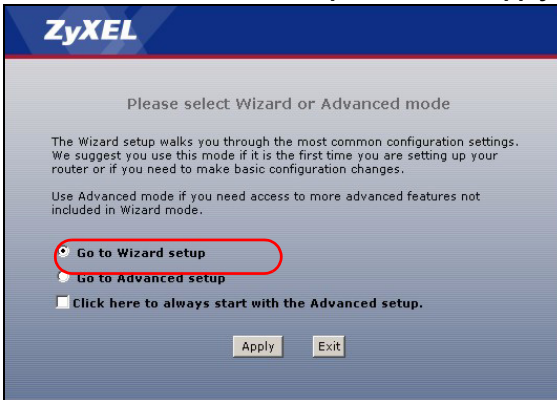 ZyXEL
Please select Wizard or Advanced mode
The Wizard setup walks you through the most common configuration settings.
We suggest you use this mode if it is the first time you are setting up your
router or if you need to make basic configuration changes.
Use Advanced mode if you need access to more advanced features not
included in Wizard mode.
Go to Wizard setup
Go to Advanced setup
Click here to always start with the Advanced setup.
Apply
Exit